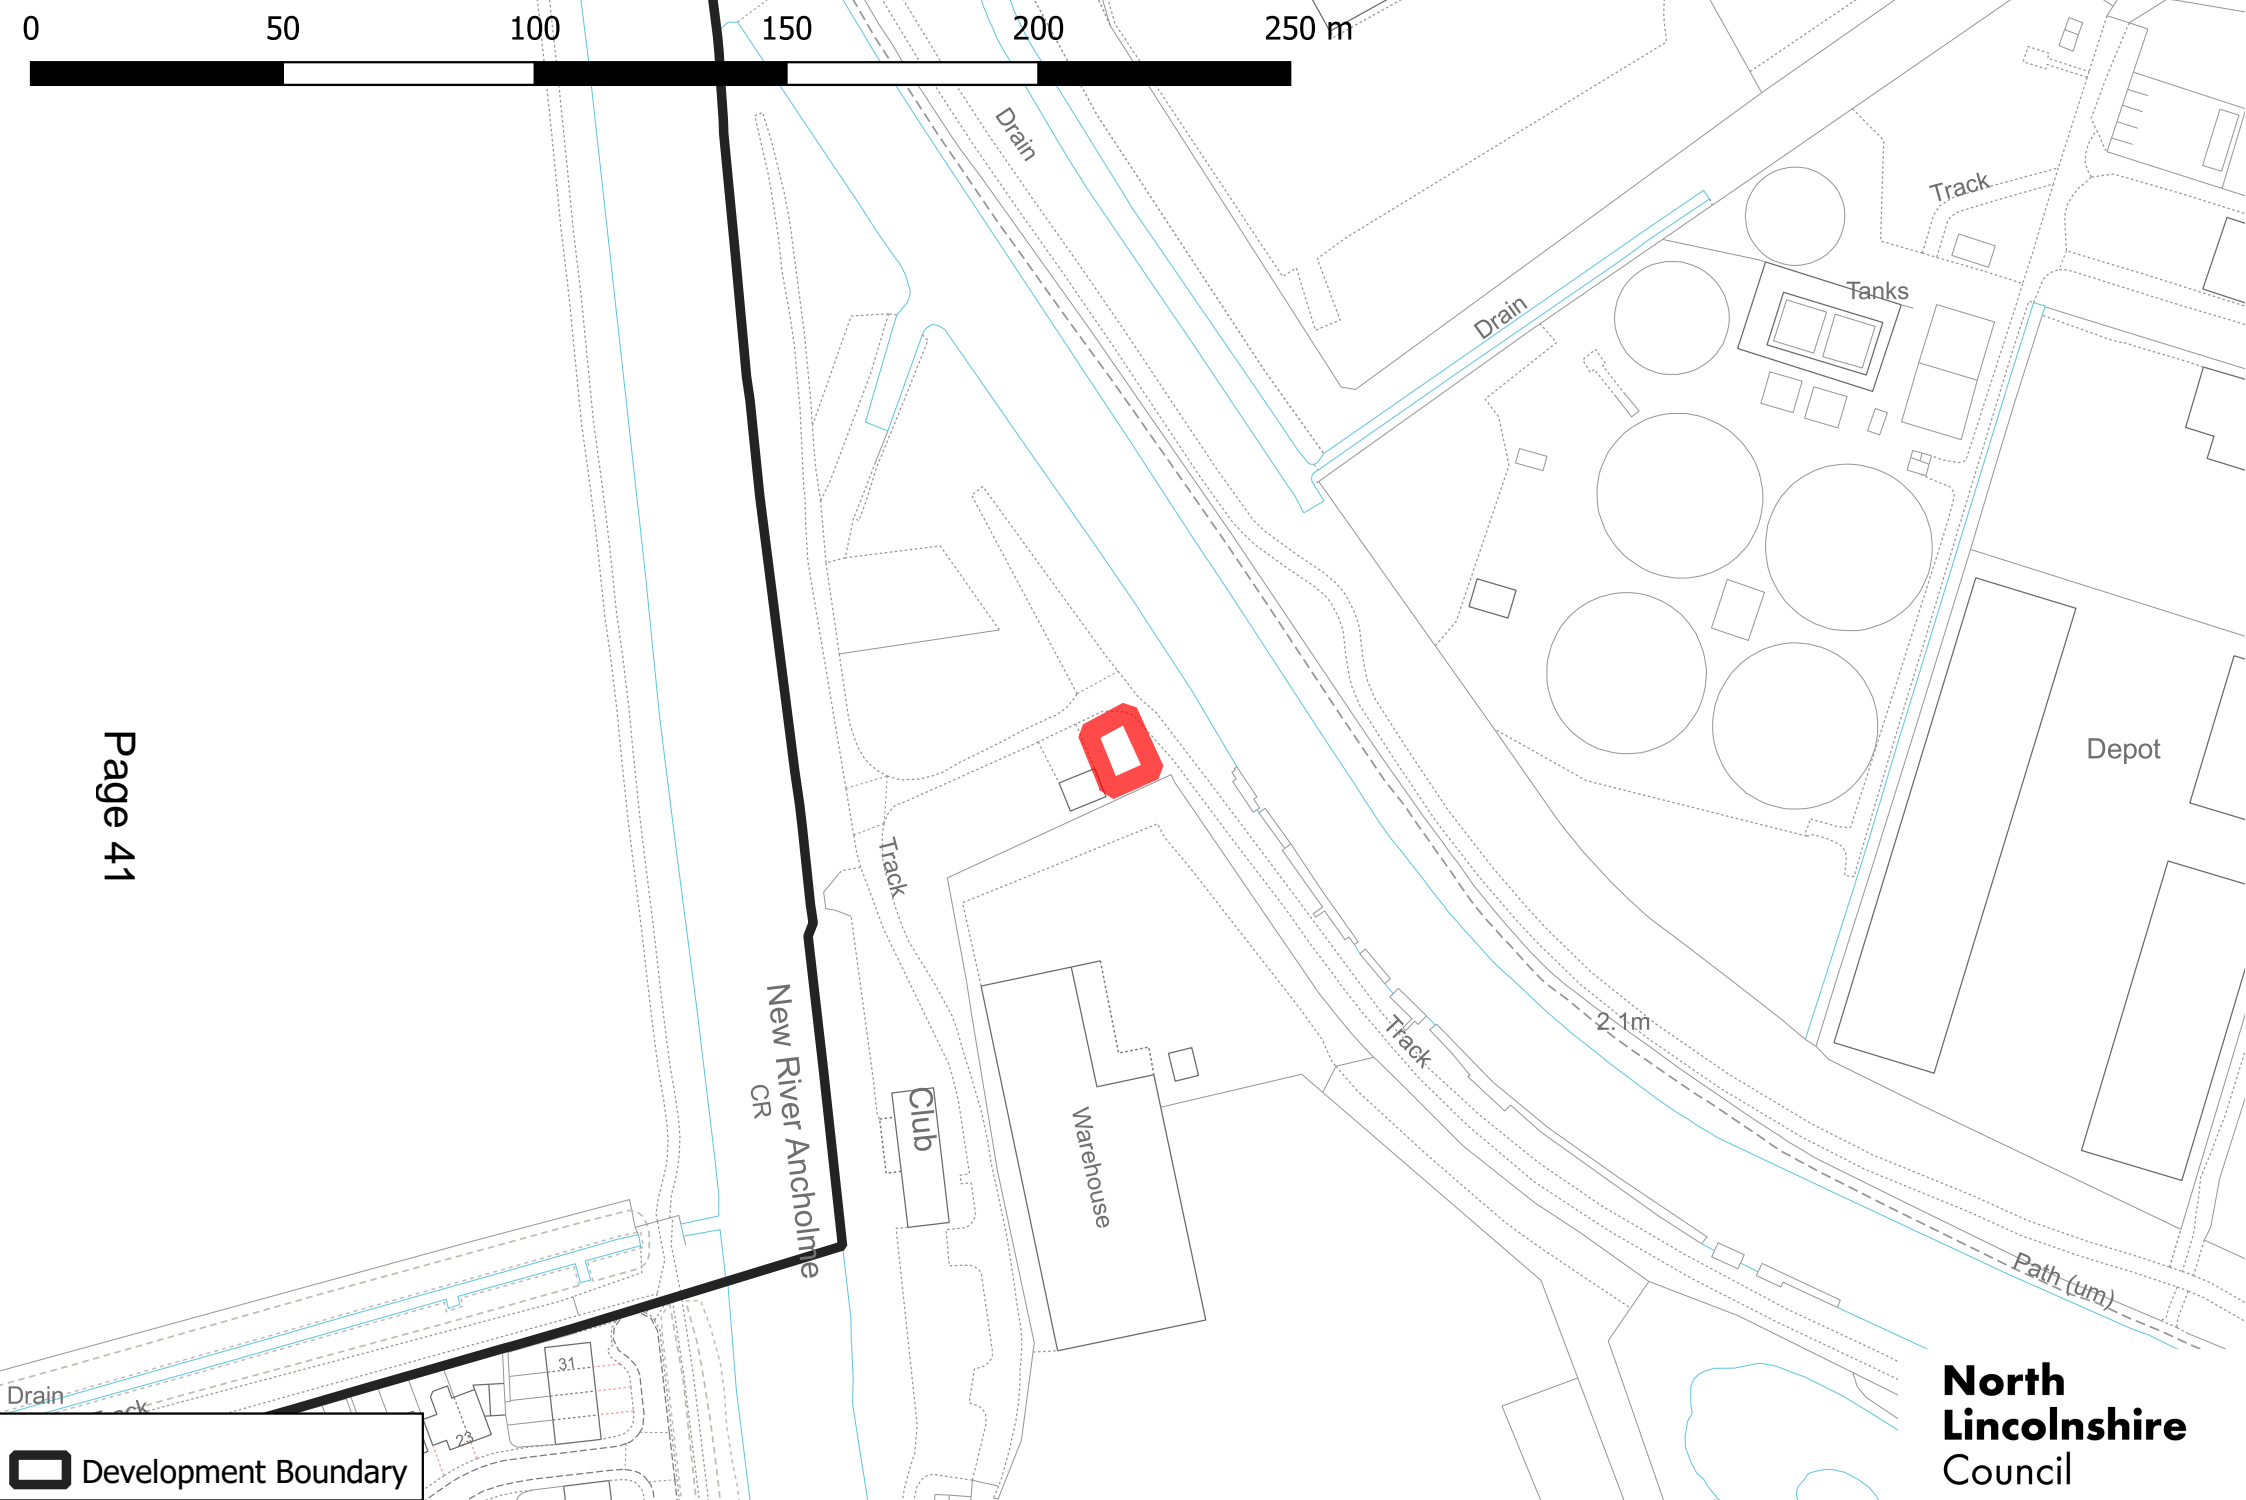 0 50 100 150 200 250 m
Drain
Track
Tanks
Drain
Page 41
Depot
Track
New River Ancholme
CR
Club
Warehouse
Track
2.1m
Path (um)
31
23
Drain
Development Boundary
North
Lincolnshire
Council